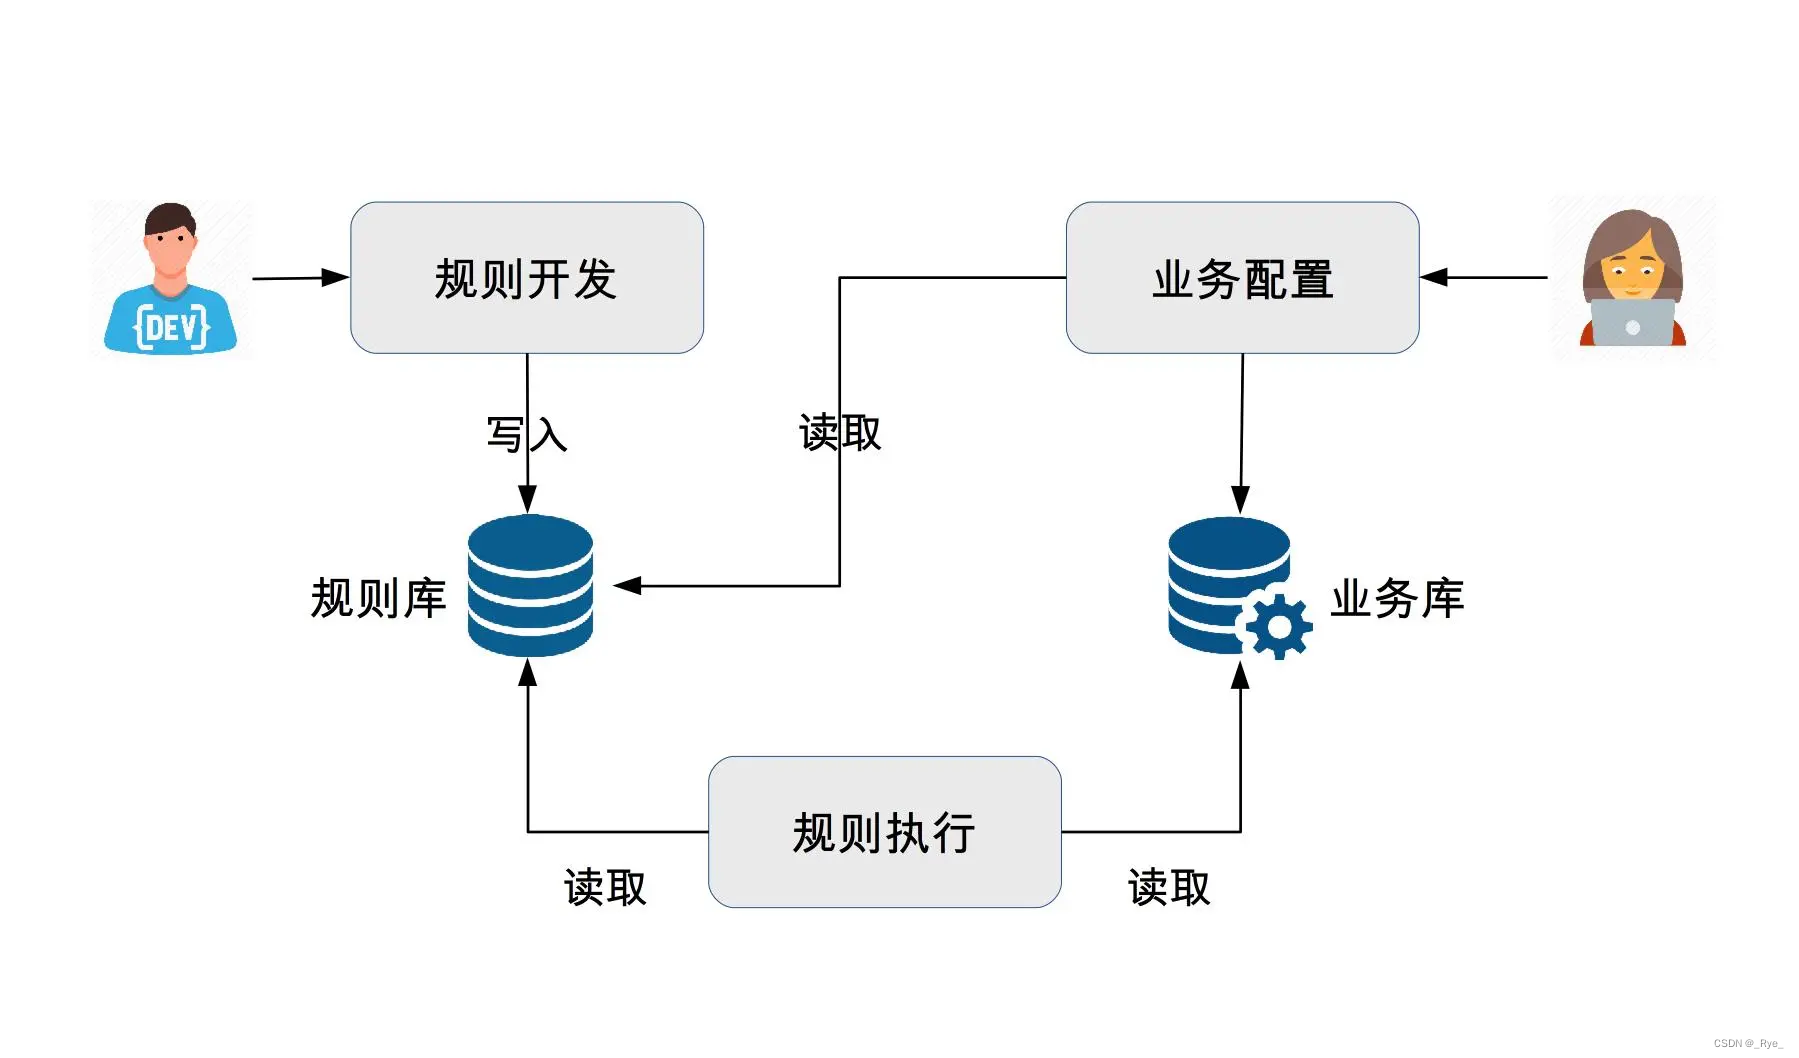 {DEV}
规则开发
业务配置
写入
读取
规则库
业务库
规则执行
读取
读取
CSDN @_Rye_